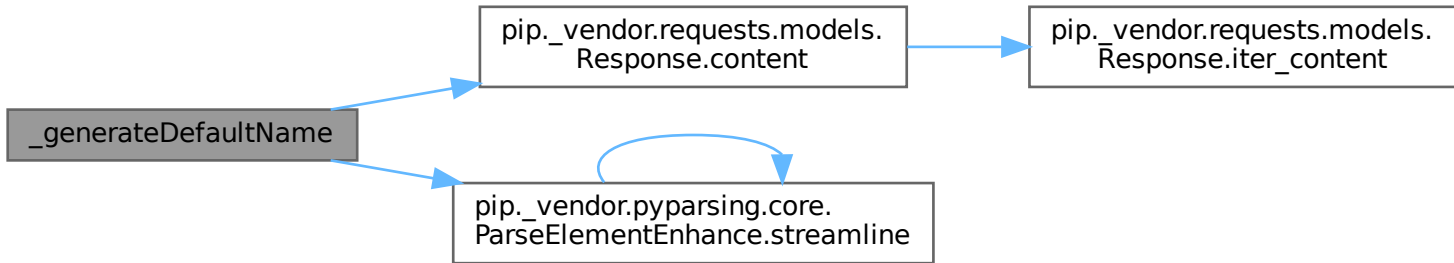 pip._vendor.requests.models.
Response.content
pip._vendor.requests.models.
Response.iter_content
_generateDefaultName
pip._vendor.pyparsing.core.
ParseElementEnhance.streamline